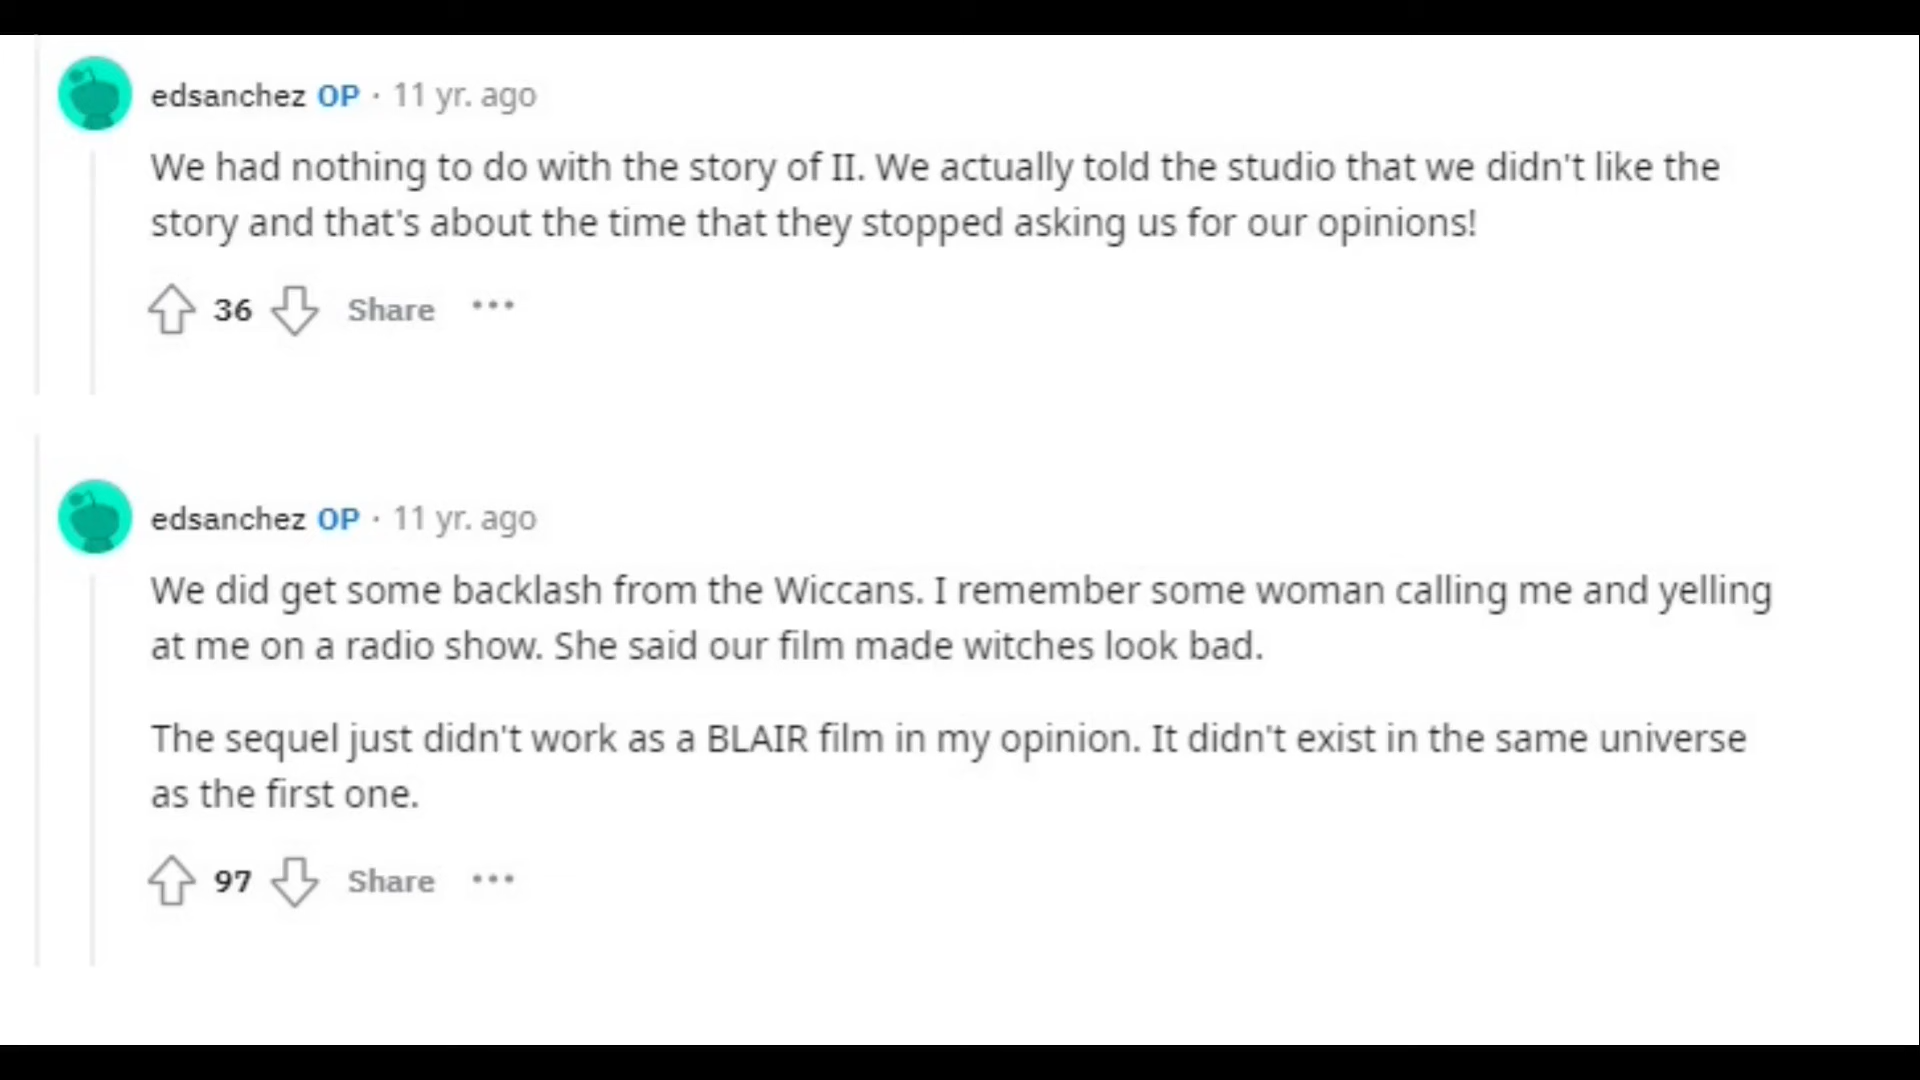 edsanchez OP · 11 yr. ago
We had nothing to do with the story of II. We actually told the studio that we didn't like the
story and that's about the time that they stopped asking us for our opinions!
36 Share ···
edsanchez OP · 11 yr. ago
We did get some backlash from the Wiccans. I remember some woman calling me and yelling
at me on a radio show. She said our film made witches look bad.
The sequel just didn't work as a BLAIR film in my opinion. It didn't exist in the same universe
as the first one.
97 Share ···